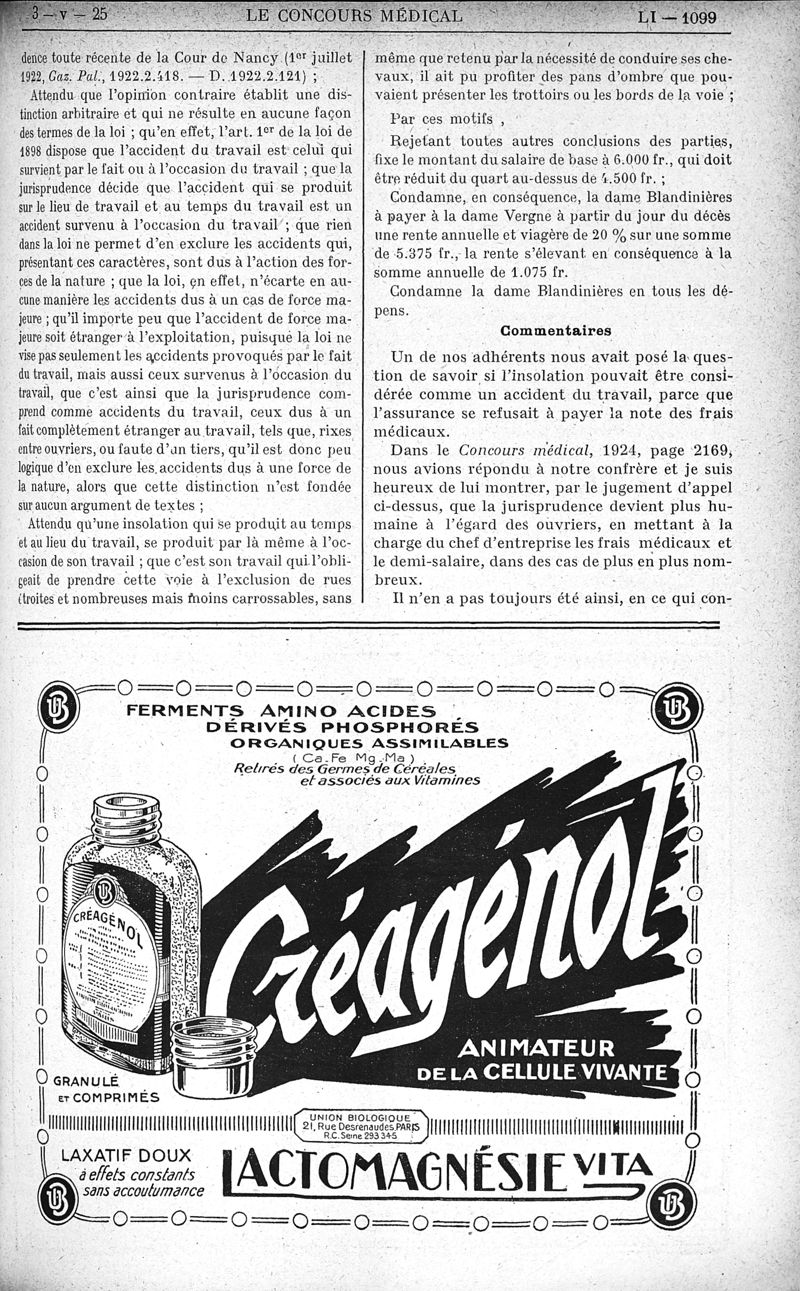 3 — V — 25
LE CONCOURS MÉDICAL
LI — 1099
dence toute récente de la Cour de Nancy (1er juillet
1922, Gaz. Pal., 1922.2.418. — D. 1922.2.121) ;
Attendu que l'opinion contraire établit une dis-
tinction arbitraire et qui ne résulte en aucune façon
des termes de la loi ; qu'en effet, l'art. 1er de la loi de
1898 dispose que l'accident du travail est celui qui
survient par le fait ou à l'occasion du travail ; que la
jurisprudence décide que l'accident qui se produit
sur le lieu de travail et au temps du travail est un
accident survenu à l'occasion du travail ; que rien
dans la loi ne permet d'en exclure les accidents qui,
présentant ces caractères, sont dus à l'action des for-
ces de la nature ; que la loi, en effet, n'écarte en au-
cune manière les accidents dus à un cas de force ma-
jeure ; qu'il importe peu que l'accident de force ma-
jeure soit étranger à l'exploitation, puisque la loi ne
vise pas seulement les accidents provoqués par le fait
du travail, mais aussi ceux survenus à l'occasion du
travail, que c'est ainsi que la jurisprudence com-
prend comme accidents du travail, ceux dus à un
fait complètement étranger au travail, tels que, rixes
entre ouvriers, ou faute d'un tiers, qu'il est donc peu
logique d'en exclure les accidents dus à une force de
la nature, alors que cette distinction n'est fondée
sur aucun argument de textes ;
Attendu qu'une insolation qui se produit au temps
et au lieu du travail, se produit par là même à l'oc-
casion de son travail ; que c'est son travail qui l'obli-
geait de prendre cette voie à l'exclusion de rues
étroites et nombreuses mais moins carrossables, sans
même que retenu par la nécessité de conduire ses che-
vaux, il ait pu profiter des pans d'ombre que pou-
vaient présenter les trottoirs ou les bords de la voie ;
Par ces motifs ,
Rejetant toutes autres conclusions des parties,
fixe le montant du salaire de base à 6.000 fr., qui doit
être réduit du quart au-dessus de 4.500 fr. ;
Condamne, en conséquence, la dame Blandinières
à payer à la dame Vergne à partir du jour du décès
une rente annuelle et viagère de 20 % sur une somme
de 5.375 fr., la rente s'élevant en conséquence à la
somme annuelle de 1.075 fr.
Condamne la dame Blandinières en tous les dé-
pens.
Commentaires
Un de nos adhérents nous avait posé la ques-
tion de savoir si l'insolation pouvait être consi-
dérée comme un accident du travail, parce que
l'assurance se refusait à payer la note des frais
médicaux.
Dans le Concours médical, 1924, page 2169,
nous avions répondu à notre confrère et je suis
heureux de lui montrer, par le jugement d'appel
ci-dessus, que la jurisprudence devient plus hu-
maine à l'égard des ouvriers, en mettant à la
charge du chef d'entreprise les frais médicaux et
le demi-salaire, dans des cas de plus en plus nom-
breux.
Il n'en a pas toujours été ainsi, en ce qui con-
UB
UB
FERMENTS AMINO ACIDES
DÉRIVÉS PHOSPHORÉS
ORGANIQUES ASSIMILABLES
(Ca.Fe Mg.Ma)
Retirés des Germes de Céréales
et associés aux Vitamines
UB
CRÉAGÉNOL
Créagénol
ANIMATEUR
DE LA CELLULE VIVANTE
GRANULÉ
ET COMPRIMÉS
UNION BIOLOGIQUE
21, Rue Desrenaudes, PARIS
R.C. Seine 293345
LAXATIF DOUX
à effets constants
sans accoutumance
LACTOMAGNÉSIE VITA
UB
UB